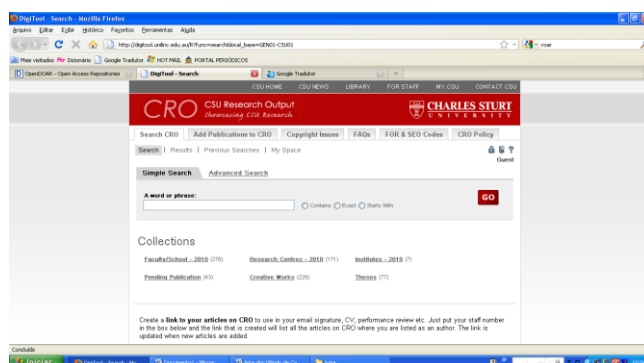 DigiTool - Search - Mozilla Firefox
Arquivo Editar Exibir Histórico Favoritos Ferramentas Ajuda
http://digitool.unilinc.edu.au/R?func=search&local_base=GEN01-CSU01
roar
Mais visitados Dicionário Google Tradutor HOT MAIL PORTAL PERIÓDICOS
OpenDOAR - Open Access Repositories DigiTool - Search Google Tradutor
CSU HOME CSU NEWS LIBRARY FOR STAFF MY.CSU CONTACT CSU
CRO CSU Research Output
Showcasing CSU Research
CHARLES STURT
UNIVERSITY
Search CRO Add Publications to CRO Copyright Issues FAQs FOR & SEO Codes CRO Policy
Search | Results | Previous Searches | My Space
Guest
Simple Search Advanced Search
A word or phrase:
Contains Exact Starts With
GO
Collections
Faculty/School - 2010 (276) Research Centres - 2010 (171) Institutes - 2010 (7)
Pending Publication (43) Creative Works (229) Theses (77)
Create a link to your articles on CRO to use in your email signature, CV, performance review etc. Just put your staff number
in the box below and the link that is created will list all the articles on CRO where you are listed as an author. The link is
updated when new articles are added.
Concluído
Iniciar